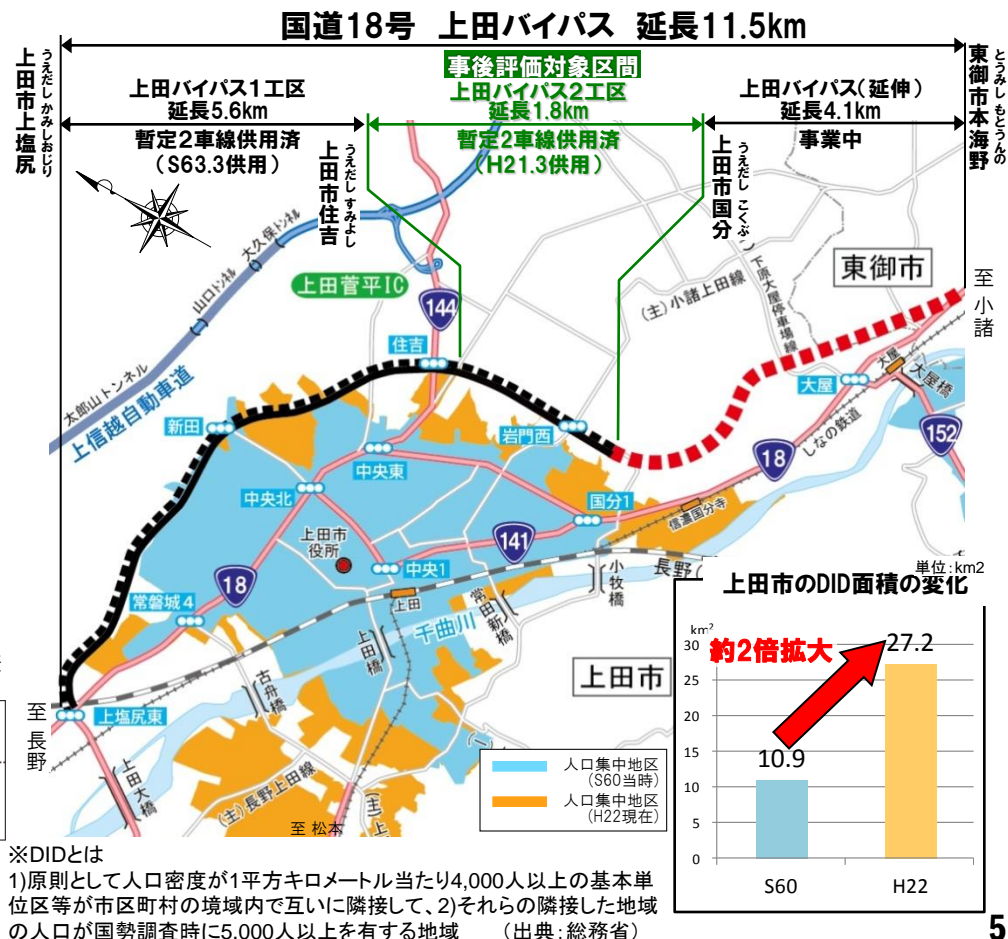 国道18号 上田バイパス 延長11.5km
うえだし かみしおじり
上田市上塩尻
とうみし もとうんの
東御市本海野
事後評価対象区間
上田バイパス1工区
延長5.6km
暫定2車線供用済
(S63.3供用)
上田バイパス2工区
延長1.8km
暫定2車線供用済
(H21.3供用)
上田バイパス(延伸)
延長4.1km
事業中
うえだし すみよし
上田市住吉
うえだし こくぶ
上田市国分
大久保トンネル
山口トンネル
太郎山トンネル
上信越自動車道
上田菅平IC
144
住吉
(主)小諸上田線
下原大屋停車場線
東御市
至小諸
新田
岩門西
大屋
大屋
大屋橋
152
18
しなの鉄道
中央東
中央北
国分1
信濃国分寺
上田市
役所
141
中央1
18
常磐城4
上田
千曲川
上田橋
常田新橋
小牧橋
長野(
古舟橋
上田市
至長野
上塩尻東
上田大橋
(主)長野上田線
至 松本
(主)上
(一)
人口集中地区
(S60当時)
人口集中地区
(H22現在)
単位:km2
上田市のDID面積の変化
km²
約2倍拡大
30
25
20
15
10
5
0
10.9
27.2
S60
H22
※DIDとは
1)原則として人口密度が1平方キロメートル当たり4,000人以上の基本単
位区等が市区町村の境域内で互いに隣接して、2)それらの隣接した地域
の人口が国勢調査時に5,000人以上を有する地域 (出典:総務省)
5